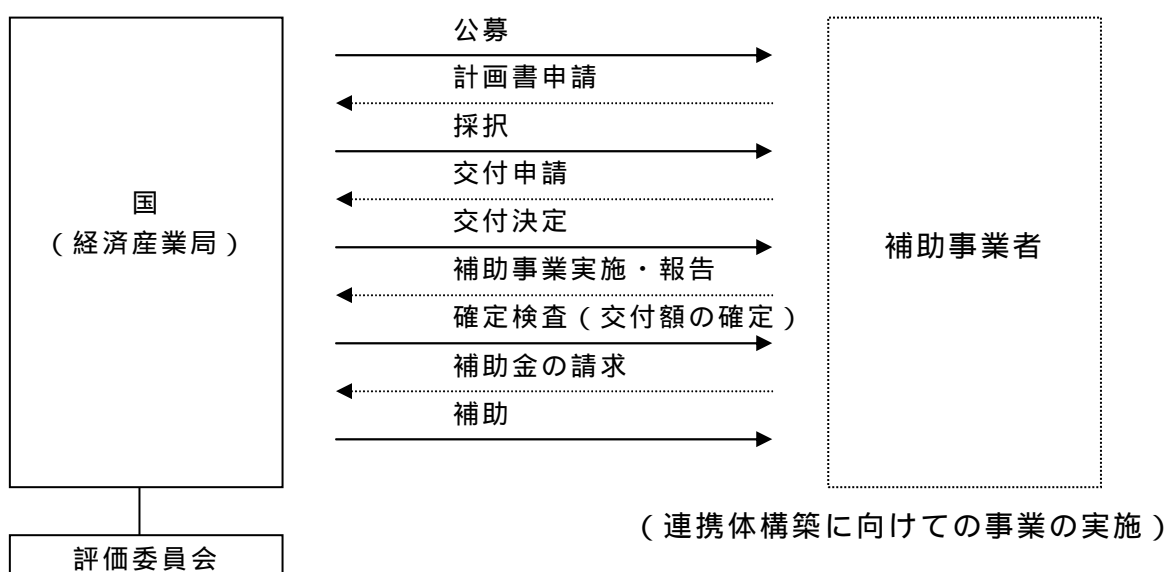 公募
計画書申請
採択
交付申請
国
（経済産業局）
交付決定
補助事業者
補助事業実施・報告
確定検査（交付額の確定）
補助金の請求
補助
（連携体構築に向けての事業の実施）
評価委員会